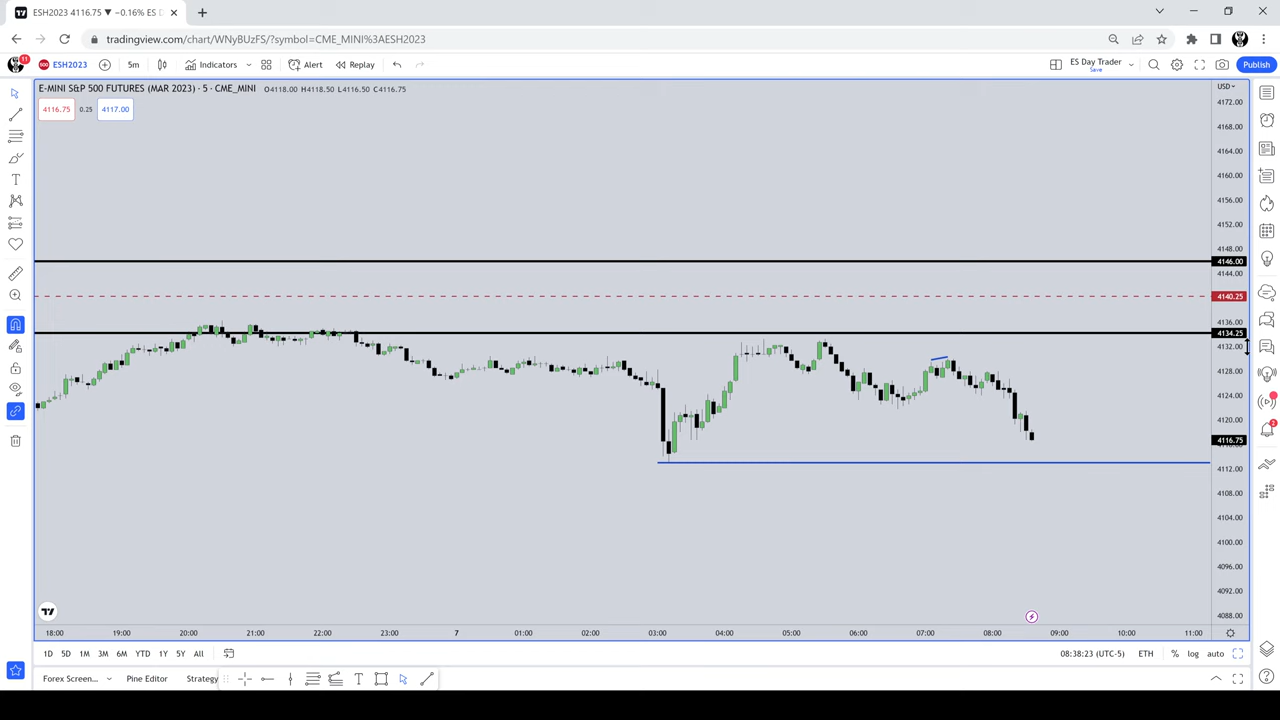 ESH2023 4116.75 ▼ −0.16% ES D
tradingview.com/chart/WNyBUzFS/?symbol=CME_MINI%3AESH2023
11
ESH2023
5m
Indicators
Alert
Replay
ES Day Trader
Save
Publish
E-MINI S&P 500 FUTURES (MAR 2023) · 5 · CME_MINI O4118.00 H4118.50 L4116.50 C4116.75
4116.75 0.25 4117.00
USD
4172.00
4168.00
4164.00
4160.00
4156.00
4152.00
4148.00
4146.00
4144.00
4140.25
4136.00
4134.25
4132.00
4128.00
4124.00
4120.00
4116.75
4112.00
4108.00
4104.00
4100.00
4096.00
4092.00
4088.00
2
18:00 19:00 20:00 21:00 22:00 23:00 7 01:00 02:00 03:00 04:00 05:00 06:00 07:00 08:00 09:00 10:00 11:00
1D 5D 1M 3M 6M YTD 1Y 5Y All
08:38:23 (UTC-5) ETH % log auto
Forex Screen... Pine Editor Strategy